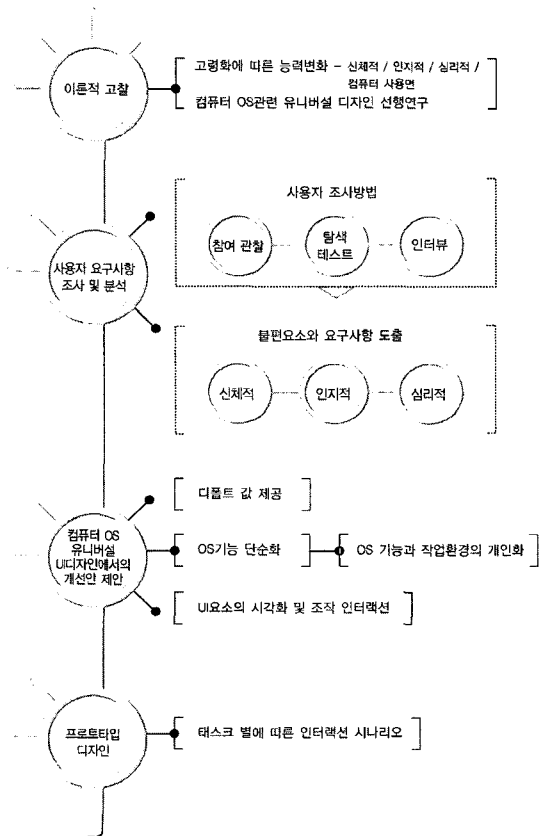 이론적 고찰
고령화에 따른 능력변화 - 신체적 / 인지적 / 심리적 /
컴퓨터 사용면
컴퓨터 OS관련 유니버설 디자인 선행연구
사용자 요구사항
조사 및 분석
사용자 조사방법
참여 관찰
탐색
테스트
인터뷰
불편요소와 요구사항 도출
신체적
인지적
심리적
컴퓨터 OS
유니버설
UI디자인에서의
개선안 제안
디폴트 값 제공
OS기능 단순화
OS 기능과 작업환경의 개인화
UI요소의 시각화 및 조작 인터랙션
프로토타입
디자인
태스크 별에 따른 인터랙션 시나리오